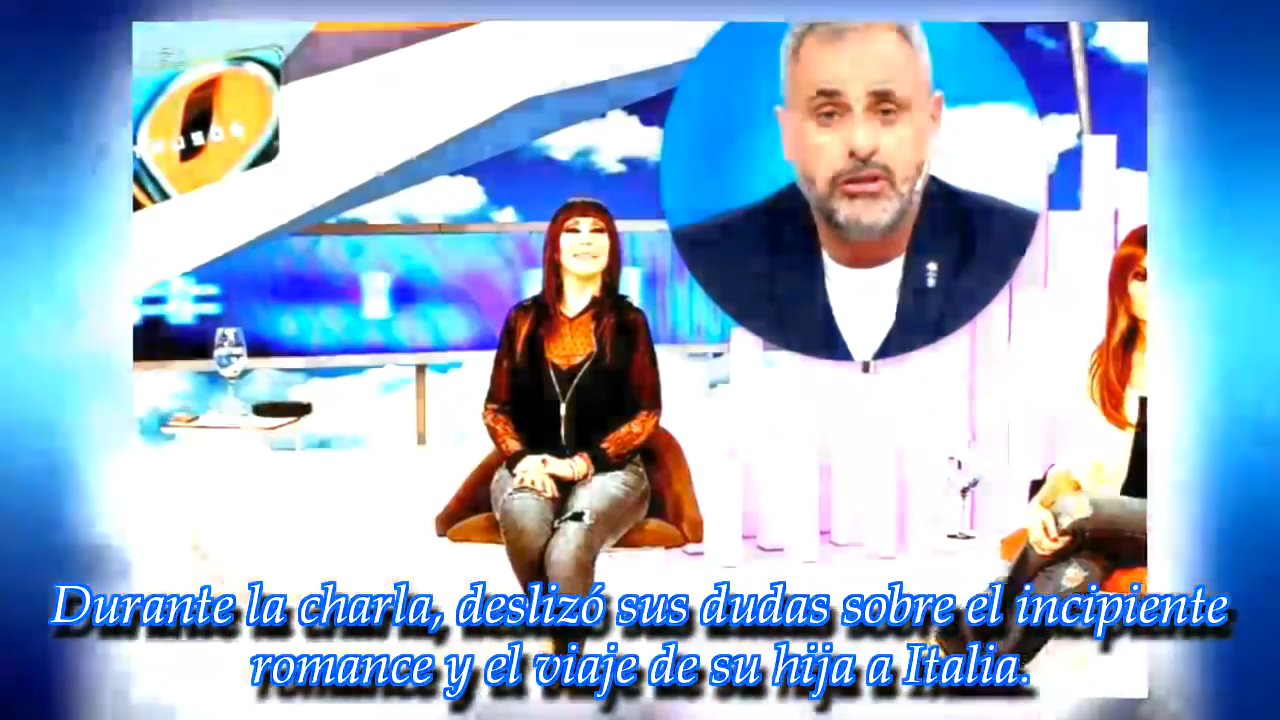 Durante la charla, deslizó sus dudas sobre el incipiente
romance y el viaje de su hija a Italia.